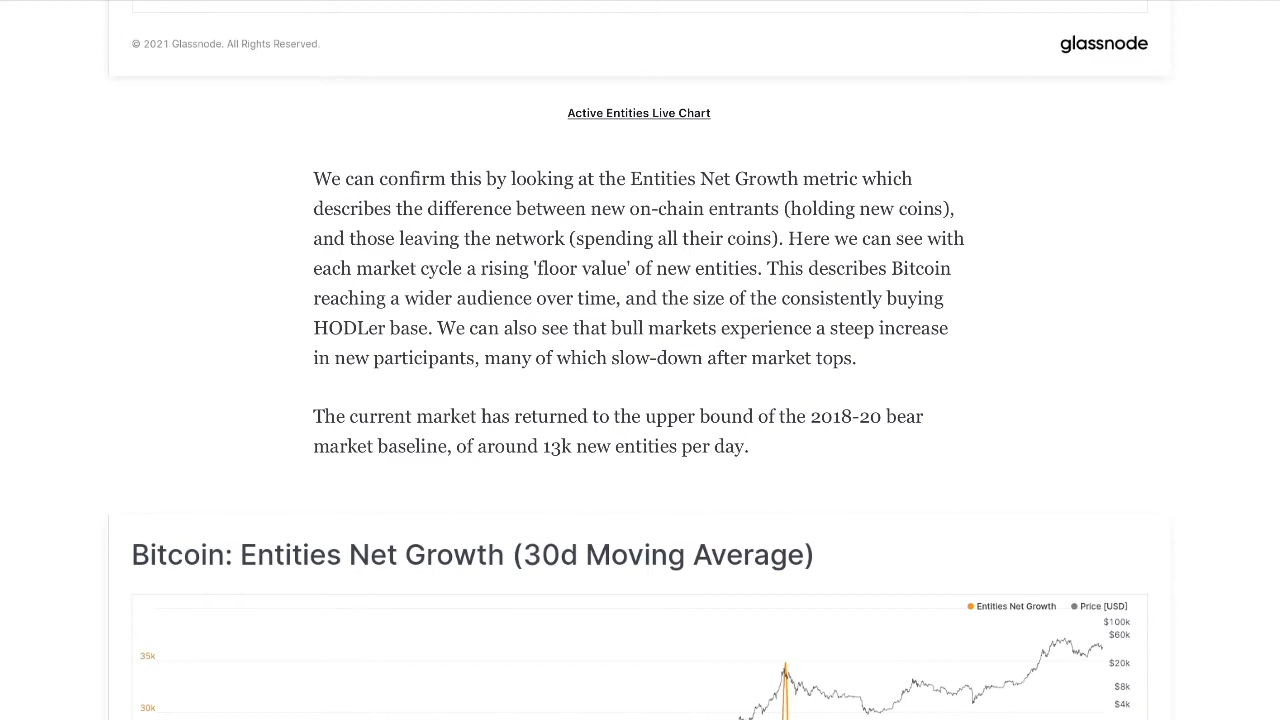 © 2021 Glassnode. All Rights Reserved.
glassnode
Active Entities Live Chart
We can confirm this by looking at the Entities Net Growth metric which
describes the difference between new on-chain entrants (holding new coins),
and those leaving the network (spending all their coins). Here we can see with
each market cycle a rising 'floor value' of new entities. This describes Bitcoin
reaching a wider audience over time, and the size of the consistently buying
HODLer base. We can also see that bull markets experience a steep increase
in new participants, many of which slow-down after market tops.
The current market has returned to the upper bound of the 2018-20 bear
market baseline, of around 13k new entities per day.
Bitcoin: Entities Net Growth (30d Moving Average)
Entities Net Growth
Price [USD]
$100k
$60k
35k
$20k
$8k
$4k
30k